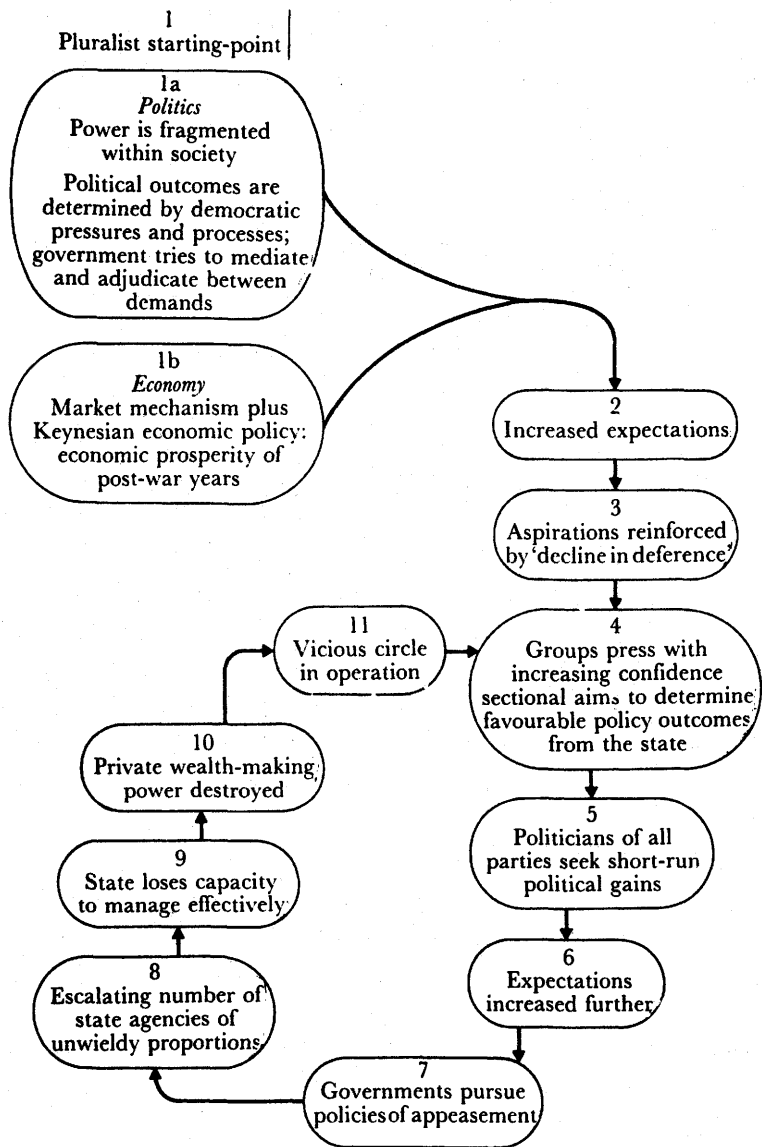 1
Pluralist starting-point
1a
Politics
Power is fragmented
within society
Political outcomes are
determined by democratic
pressures and processes;
government tries to mediate
and adjudicate between
demands
1b
Economy
Market mechanism plus
Keynesian economic policy:
economic prosperity of
post-war years
2
Increased expectations
3
Aspirations reinforced
by 'decline in deference'
4
Groups press with
increasing confidence
sectional aims to determine
favourable policy outcomes
from the state
5
Politicians of all
parties seek short-run
political gains
6
Expectations
increased further
7
Governments pursue
policies of appeasement
8
Escalating number of
state agencies of
unwieldy proportions
9
State loses capacity
to manage effectively
10
Private wealth-making
power destroyed
11
Vicious circle
in operation